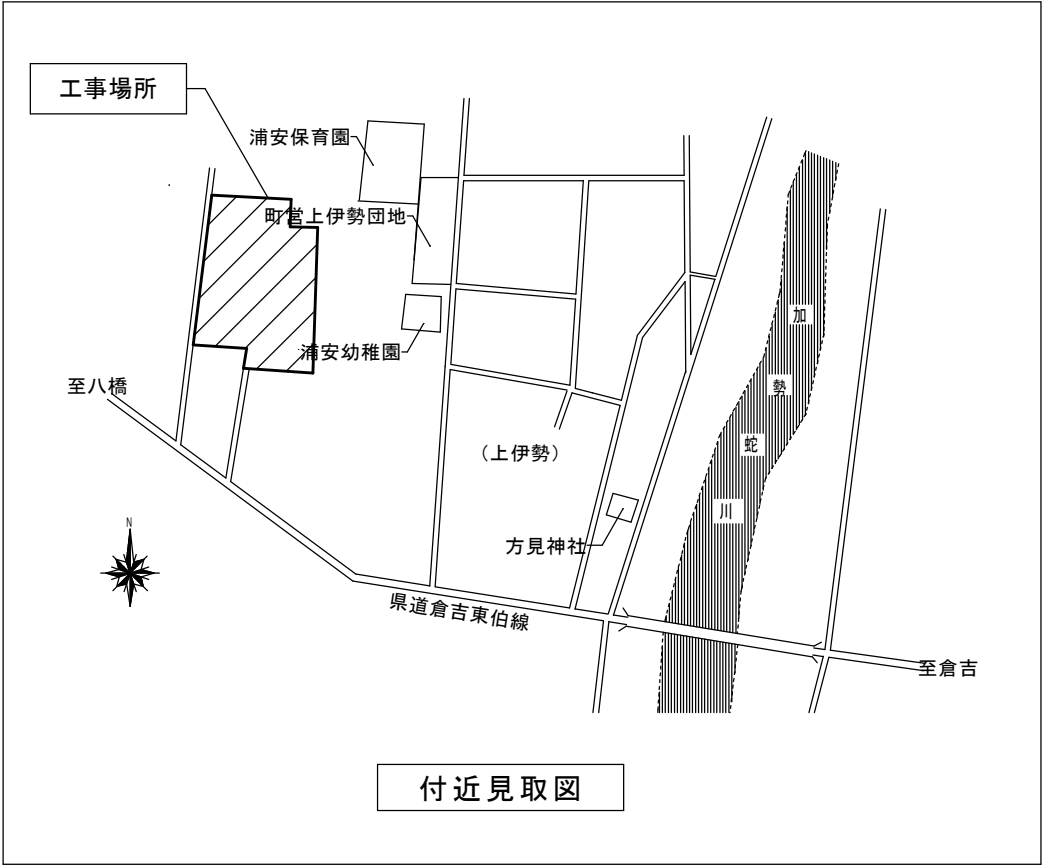 工事場所
浦安保育園
町営上伊勢団地
浦安幼稚園
至八橋
（上伊勢）
加
勢
蛇
川
方見神社
N
県道倉吉東伯線
至倉吉
付近見取図